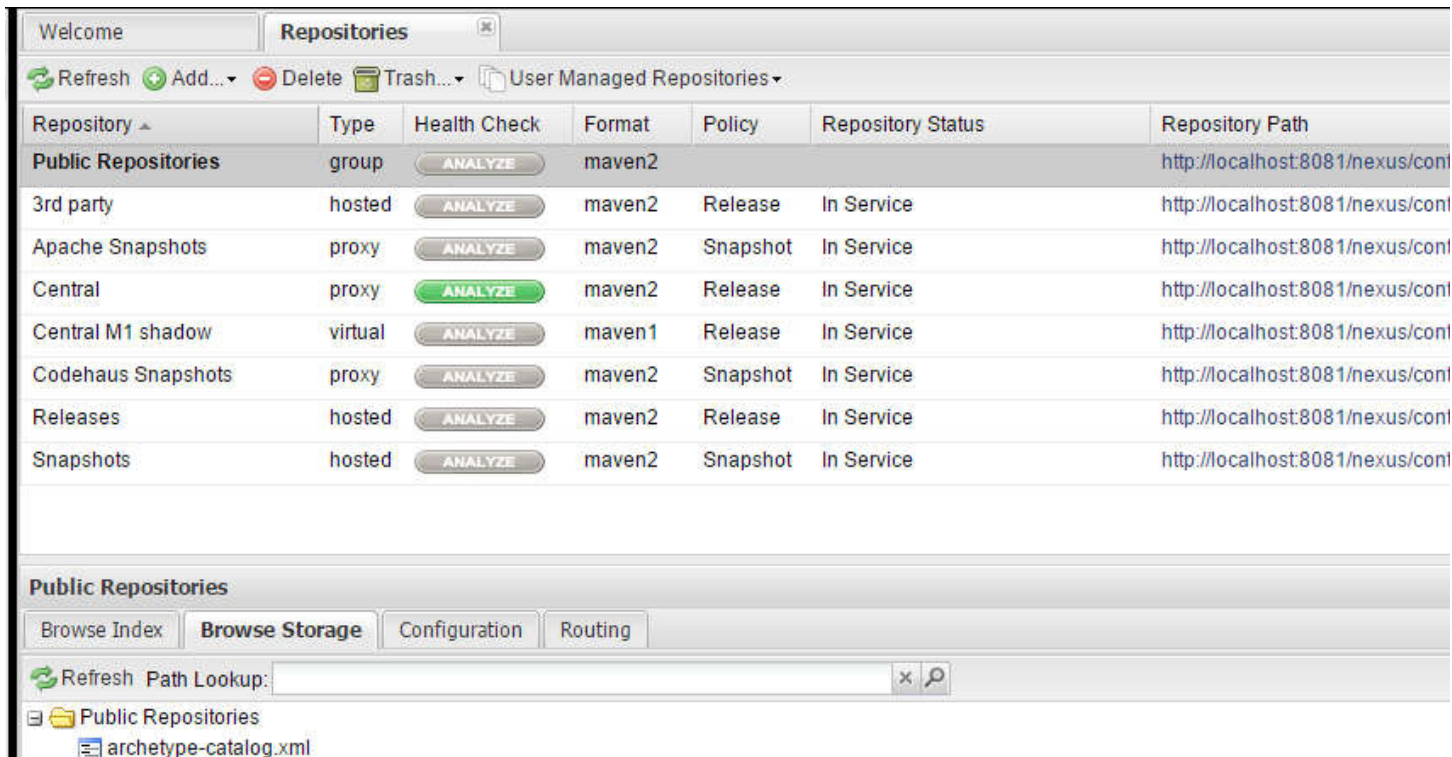 Welcome Repositories
Refresh Add... Delete Trash... User Managed Repositories
Repository Type Health Check Format Policy Repository Status Repository Path
Public Repositories group ANALYZE maven2 http://localhost:8081/nexus/cont
3rd party hosted ANALYZE maven2 Release In Service http://localhost:8081/nexus/cont
Apache Snapshots proxy ANALYZE maven2 Snapshot In Service http://localhost:8081/nexus/cont
Central proxy ANALYZE maven2 Release In Service http://localhost:8081/nexus/cont
Central M1 shadow virtual ANALYZE maven1 Release In Service http://localhost:8081/nexus/cont
Codehaus Snapshots proxy ANALYZE maven2 Snapshot In Service http://localhost:8081/nexus/cont
Releases hosted ANALYZE maven2 Release In Service http://localhost:8081/nexus/cont
Snapshots hosted ANALYZE maven2 Snapshot In Service http://localhost:8081/nexus/cont
Public Repositories
Browse Index Browse Storage Configuration Routing
Refresh Path Lookup:
Public Repositories
archetype-catalog.xml